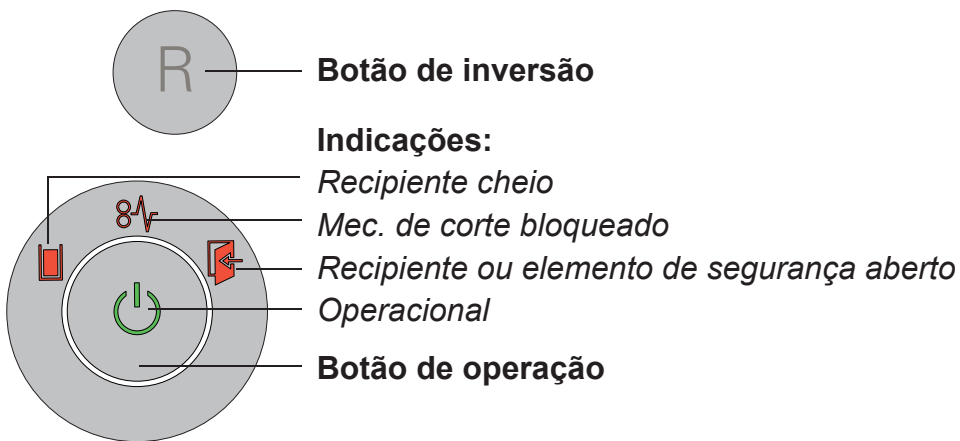 R
Botão de inversão
Indicações:
Recipiente cheio
Mec. de corte bloqueado
Recipiente ou elemento de segurança aberto
Operacional
Botão de operação